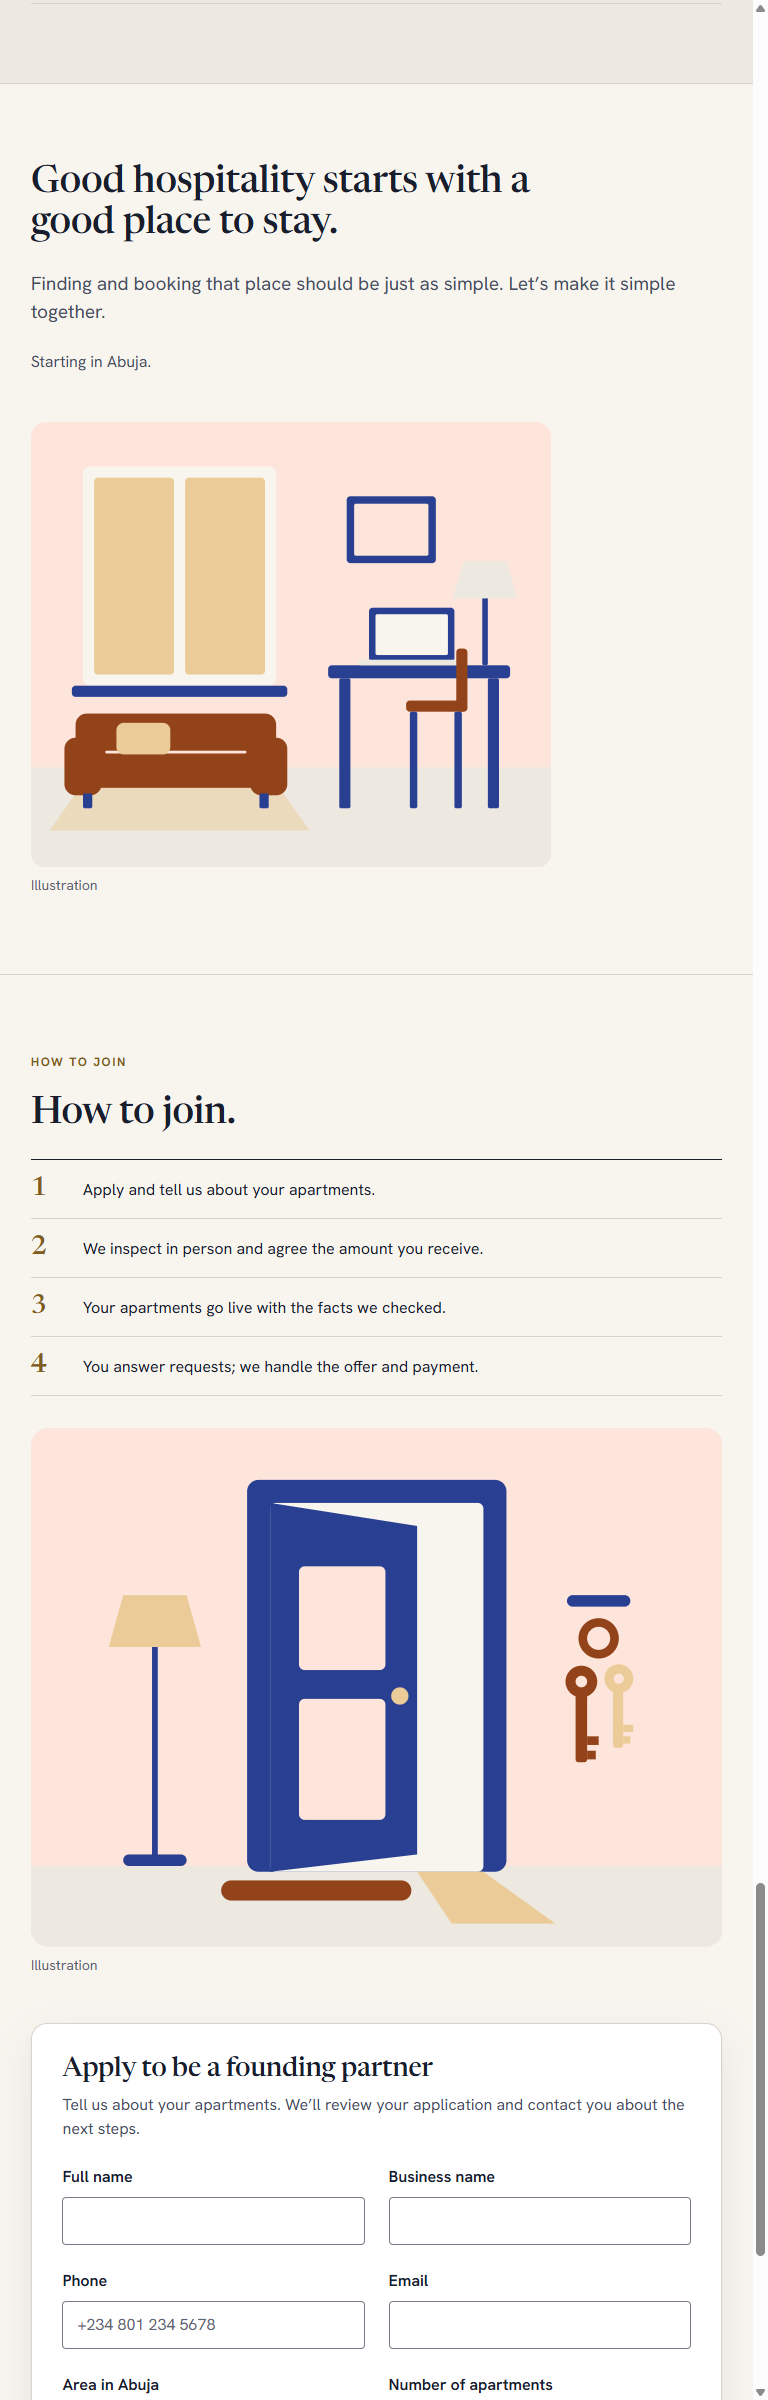 Good hospitality starts with a
good place to stay.
Finding and booking that place should be just as simple. Let’s make it simple
together.
Starting in Abuja.
Illustration
HOW TO JOIN
How to join.
1 Apply and tell us about your apartments.
2 We inspect in person and agree the amount you receive.
3 Your apartments go live with the facts we checked.
4 You answer requests; we handle the offer and payment.
Illustration
Apply to be a founding partner
Tell us about your apartments. We’ll review your application and contact you about the
next steps.
Full name Business name
Phone Email
+234 801 234 5678
Area in Abuja Number of apartments